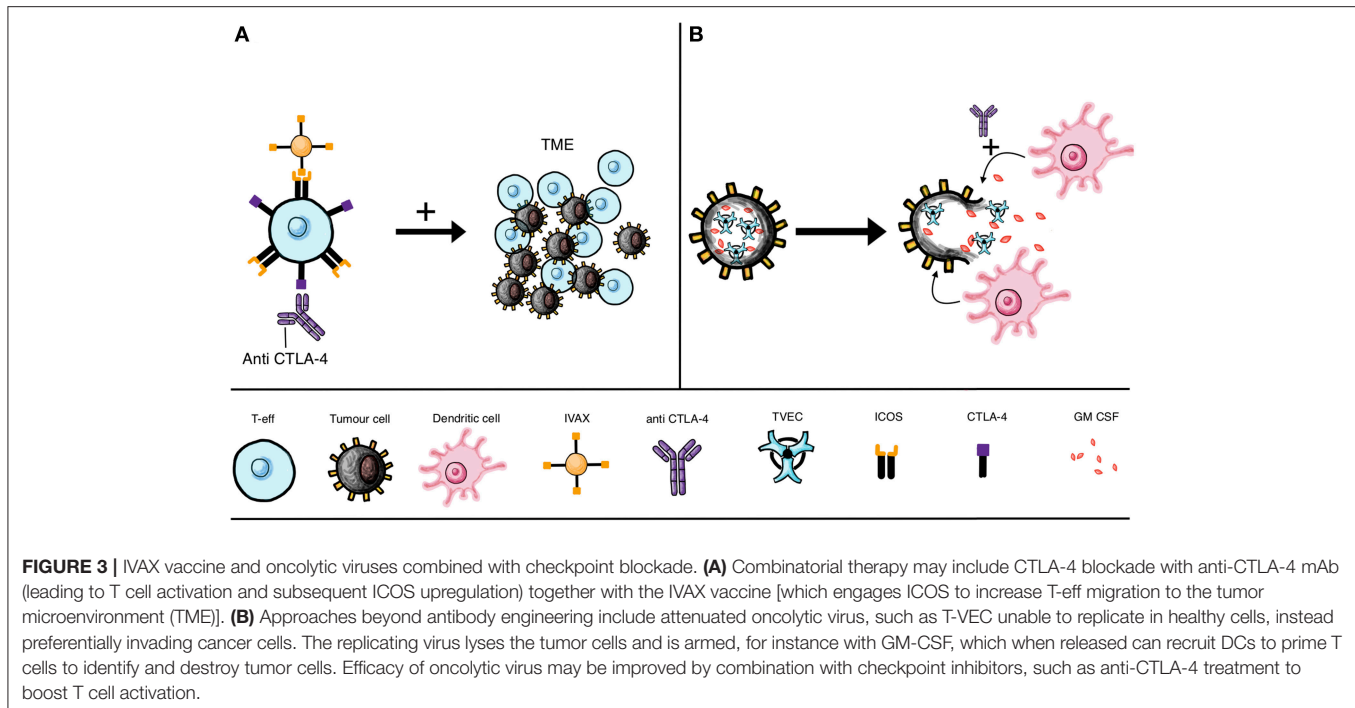 A
B
TME
+
+
Anti CTLA-4
T-eff
Tumour cell
Dendritic cell
IVAX
anti CTLA-4
TVEC
ICOS
CTLA-4
GM CSF
FIGURE 3 | IVAX vaccine and oncolytic viruses combined with checkpoint blockade. (A) Combinatorial therapy may include CTLA-4 blockade with anti-CTLA-4 mAb
(leading to T cell activation and subsequent ICOS upregulation) together with the IVAX vaccine [which engages ICOS to increase T-eff migration to the tumor
microenvironment (TME)]. (B) Approaches beyond antibody engineering include attenuated oncolytic virus, such as T-VEC unable to replicate in healthy cells, instead
preferentially invading cancer cells. The replicating virus lyses the tumor cells and is armed, for instance with GM-CSF, which when released can recruit DCs to prime T
cells to identify and destroy tumor cells. Efficacy of oncolytic virus may be improved by combination with checkpoint inhibitors, such as anti-CTLA-4 treatment to
boost T cell activation.